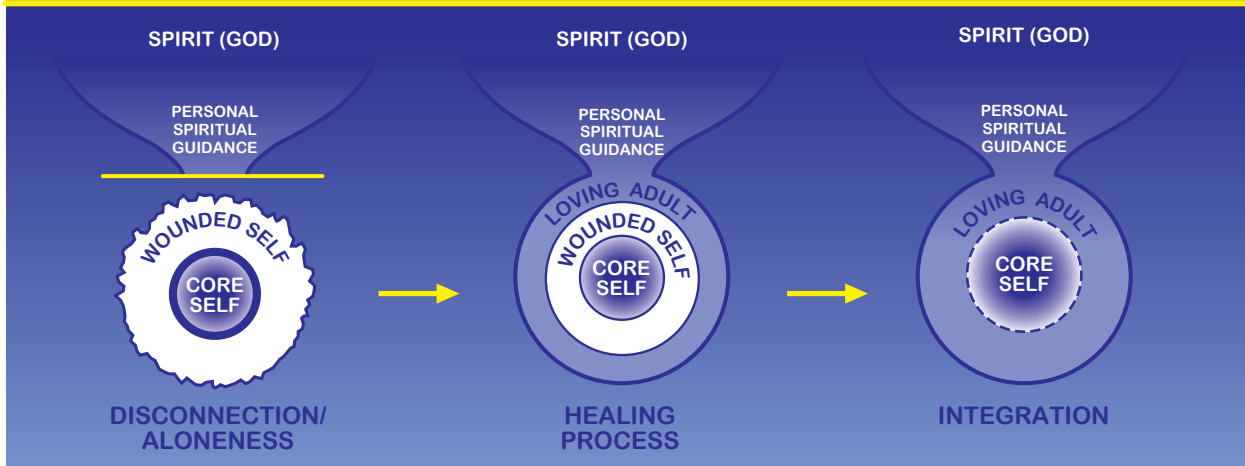 SPIRIT (GOD)
PERSONAL
SPIRITUAL
GUIDANCE
WOUNDED SELF
CORE
SELF
DISCONNECTION/
ALONENESS
SPIRIT (GOD)
PERSONAL
SPIRITUAL
GUIDANCE
LOVING ADULT
WOUNDED SELF
CORE
SELF
HEALING
PROCESS
SPIRIT (GOD)
PERSONAL
SPIRITUAL
GUIDANCE
LOVING ADULT
CORE
SELF
INTEGRATION